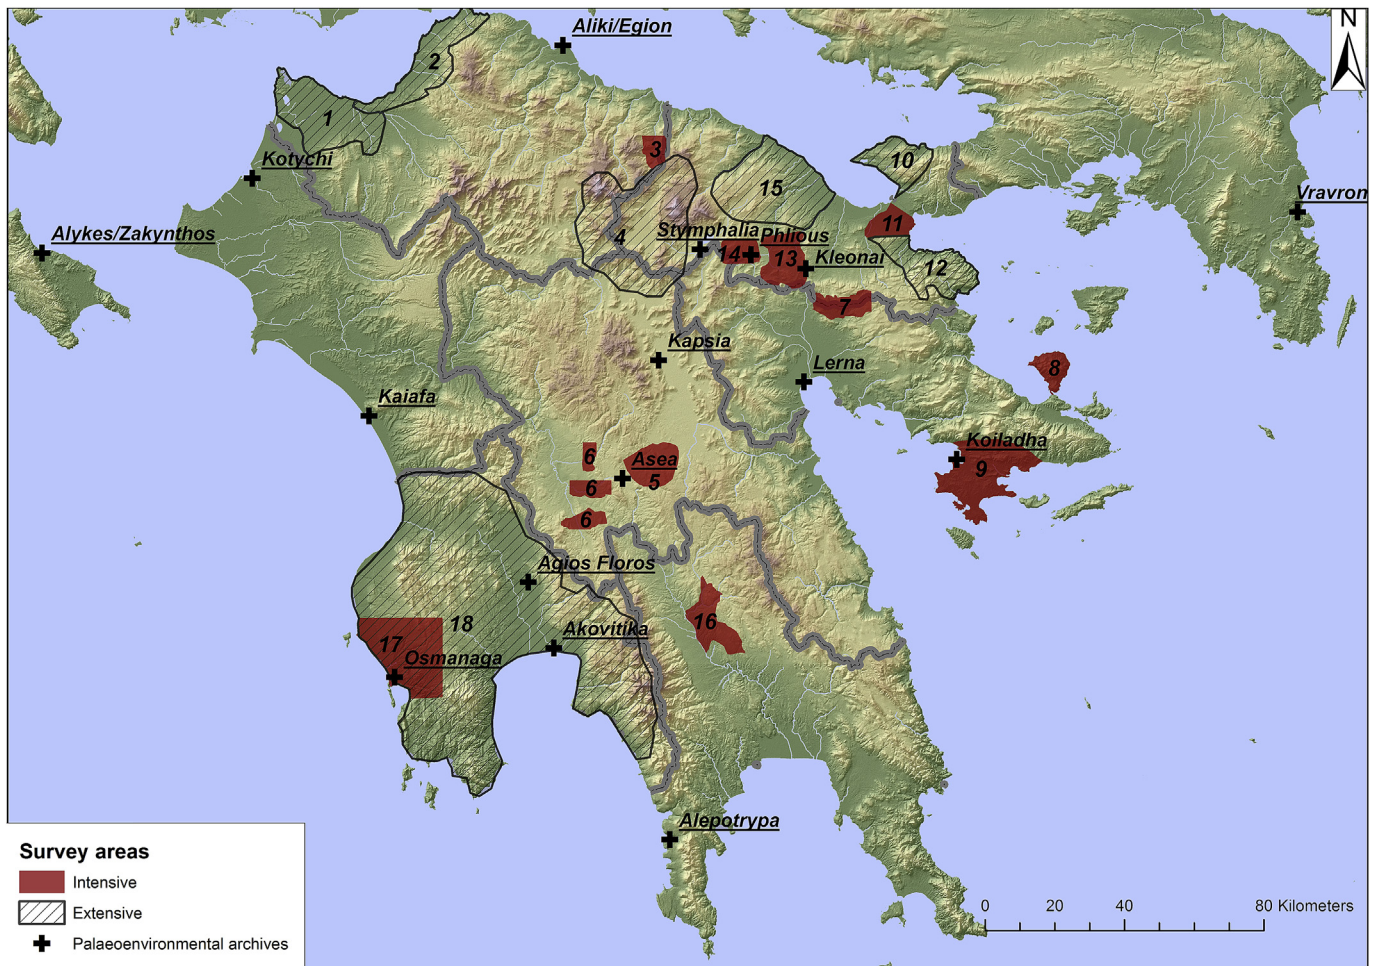 N
Aliki/Egion
2
1
Kotychi
3
10
15
Vravron
Alykes/Zakynthos
4
Stymphalia
Phlious
11
14
13
Kleonai
12
7
Kapsia
Lerna
8
Kaiafa
Koiladha
9
6
Asea
5
6
6
Agios Floros
16
18
17
Akovitika
Osmanaga
Alepotrypa
Survey areas
Intensive
Extensive
Palaeoenvironmental archives
0 20 40 80 Kilometers